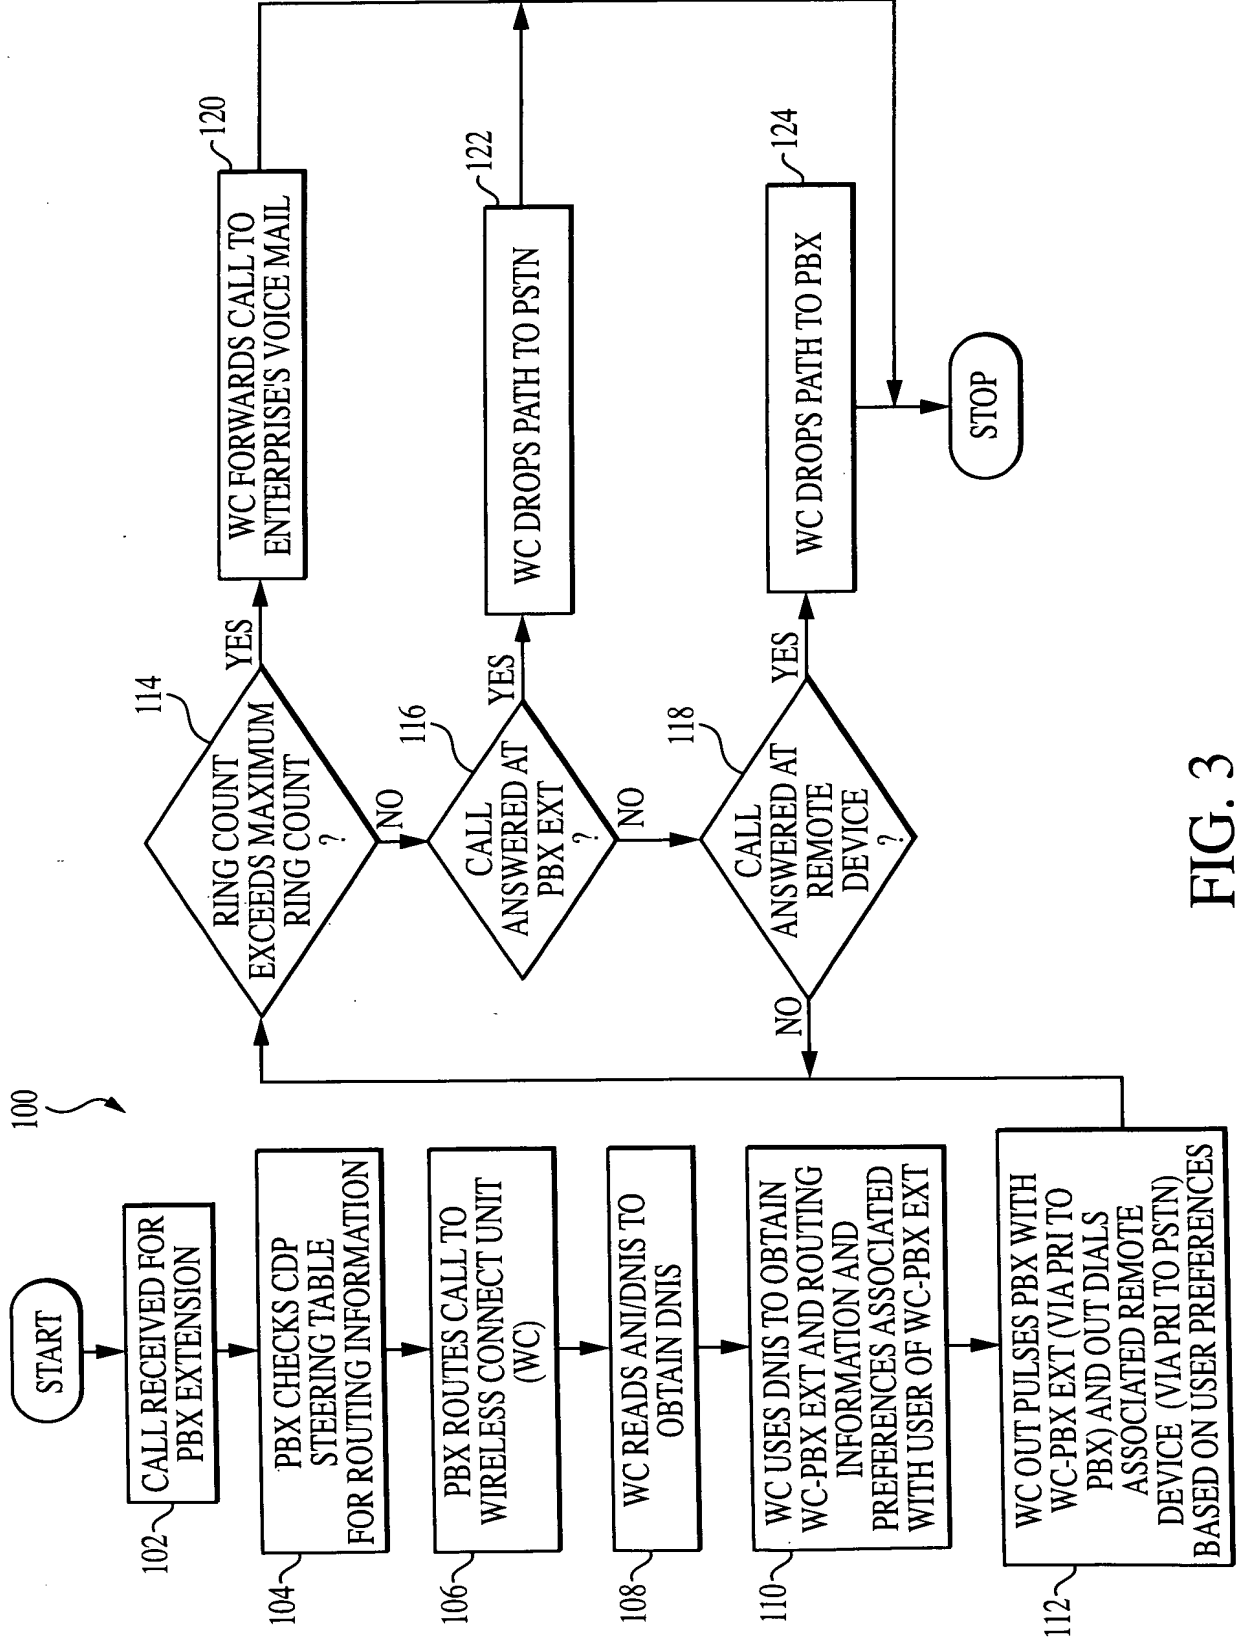 100
START
102
CALL RECEIVED FOR
PBX EXTENSION
104
PBX CHECKS CDP
STEERING TABLE
FOR ROUTING INFORMATION
106
PBX ROUTES CALL TO
WIRELESS CONNECT UNIT
(WC)
108
WC READS ANI/DNIS TO
OBTAIN DNIS
110
WC USES DNIS TO OBTAIN
WC-PBX EXT AND ROUTING
INFORMATION AND
PREFERENCES ASSOCIATED
WITH USER OF WC-PBX EXT
112
WC OUT PULSES PBX WITH
WC-PBX EXT (VIA PRI TO
PBX) AND OUT DIALS
ASSOCIATED REMOTE
DEVICE (VIA PRI TO PSTN)
BASED ON USER PREFERENCES
114
RING COUNT
EXCEEDS MAXIMUM
RING COUNT
?
YES
NO
120
WC FORWARDS CALL TO
ENTERPRISE'S VOICE MAIL
116
CALL
ANSWERED AT
PBX EXT
?
YES
NO
122
WC DROPS PATH TO PSTN
118
CALL
ANSWERED AT
REMOTE
DEVICE
?
YES
NO
124
WC DROPS PATH TO PBX
STOP
FIG. 3